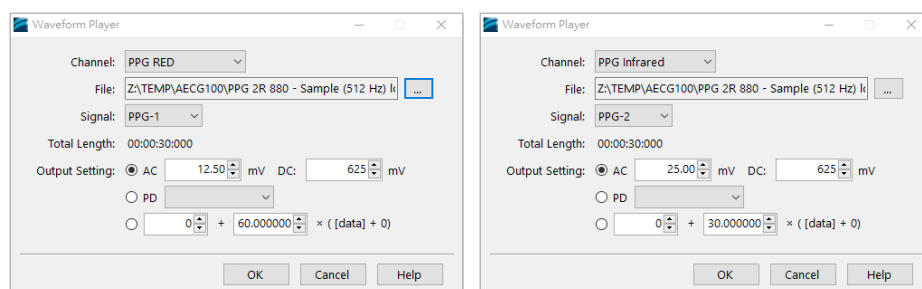 Waveform Player
Channel: PPG RED
File: Z:\TEMP\AECG100\PPG 2R 880 - Sample (512 Hz) ...
Signal: PPG-1
Total Length: 00:00:30:000
Output Setting: AC 12.50 mV DC: 625 mV
PD
0 + 60.000000 × ( [data] + 0)
OK Cancel Help
Waveform Player
Channel: PPG Infrared
File: Z:\TEMP\AECG100\PPG 2R 880 - Sample (512 Hz) ...
Signal: PPG-2
Total Length: 00:00:30:000
Output Setting: AC 25.00 mV DC: 625 mV
PD
0 + 30.000000 × ( [data] + 0)
OK Cancel Help